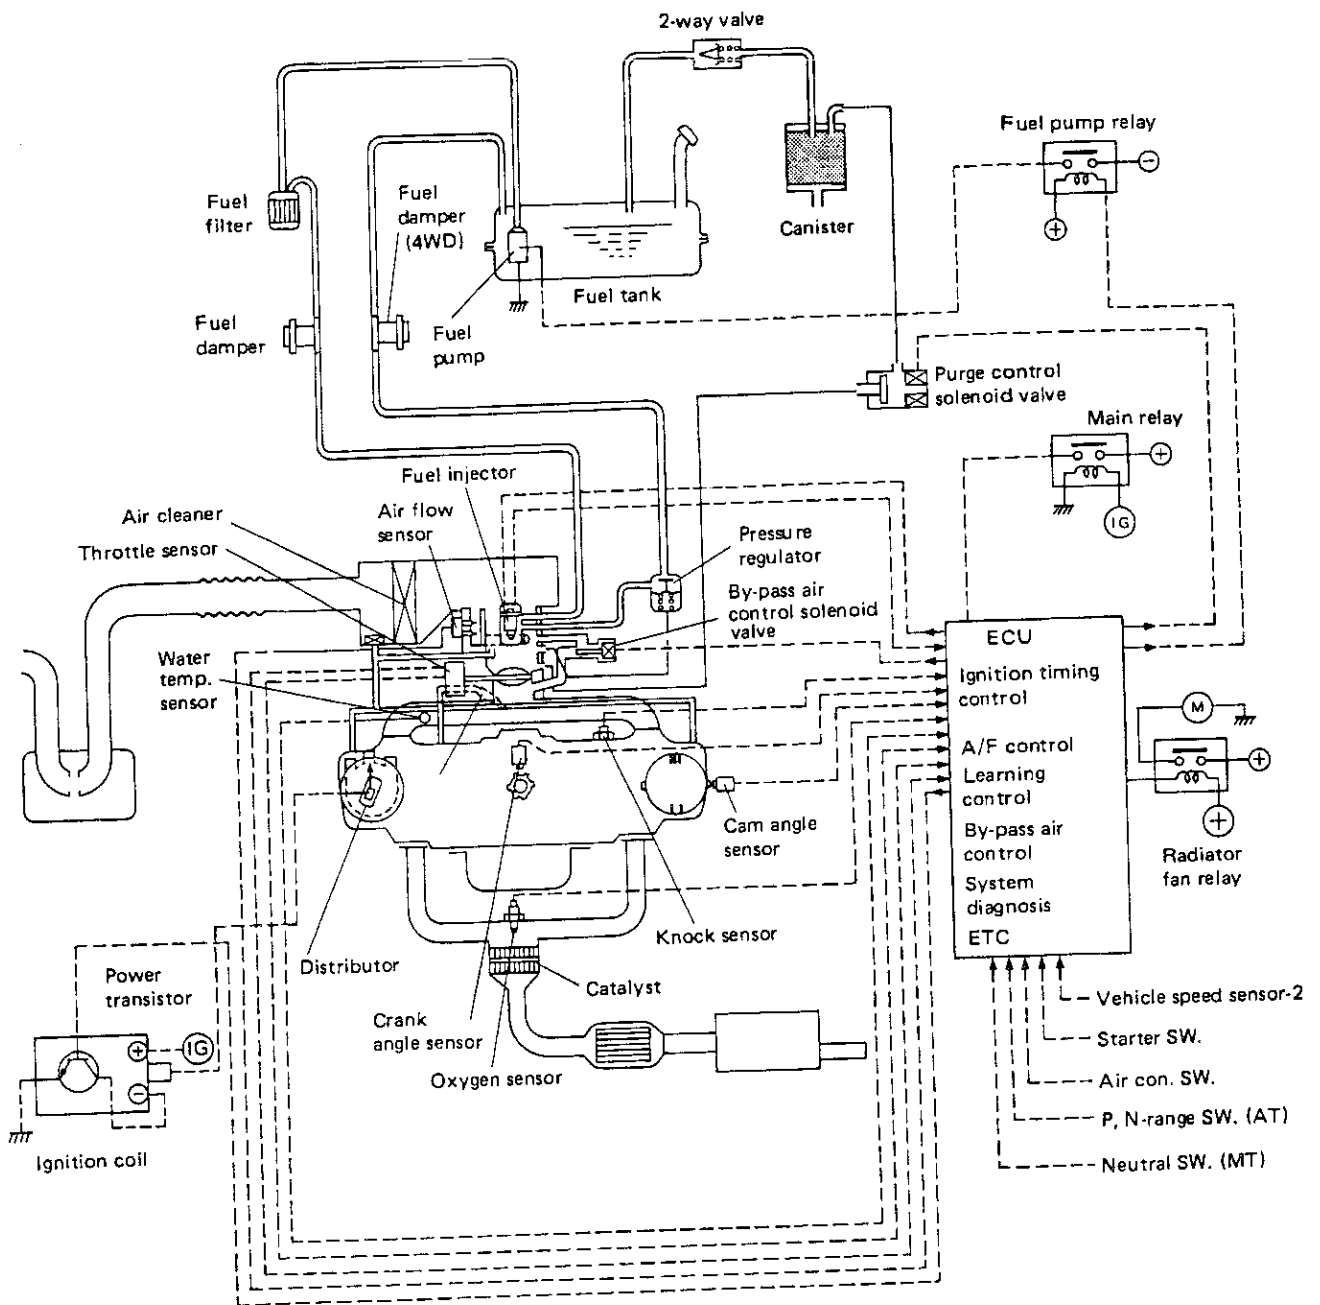 2-way valve
Fuel pump relay
Fuel
filter
Fuel
damper
(4WD)
Canister
Fuel tank
Fuel
damper
Fuel
pump
Purge control
solenoid valve
Main relay
IG
Fuel injector
Air cleaner
Air flow
sensor
Throttle sensor
Pressure
regulator
By-pass air
control solenoid
valve
Water
temp.
sensor
ECU
Ignition timing
control
A/F control
Learning
control
By-pass air
control
System
diagnosis
ETC
M
Radiator
fan relay
Cam angle
sensor
Knock sensor
Distributor
Catalyst
Crank
angle sensor
Oxygen sensor
Power
transistor
IG
Ignition coil
Vehicle speed sensor-2
Starter SW.
Air con. SW.
P, N-range SW. (AT)
Neutral SW. (MT)